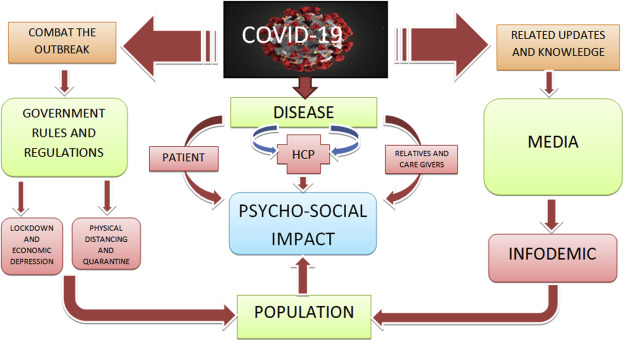 COMBAT THE
OUTBREAK
COVID-19
RELATED UPDATES
AND KNOWLEDGE
GOVERNMENT
RULES AND
REGULATIONS
DISEASE
MEDIA
PATIENT
HCP
RELATIVES AND
CARE GIVERS
PSYCHO-SOCIAL
IMPACT
LOCKDOWN
AND
ECONOMIC
DEPRESSION
PHYSICAL
DISTANCING
AND
QUARANTINE
INFODEMIC
POPULATION